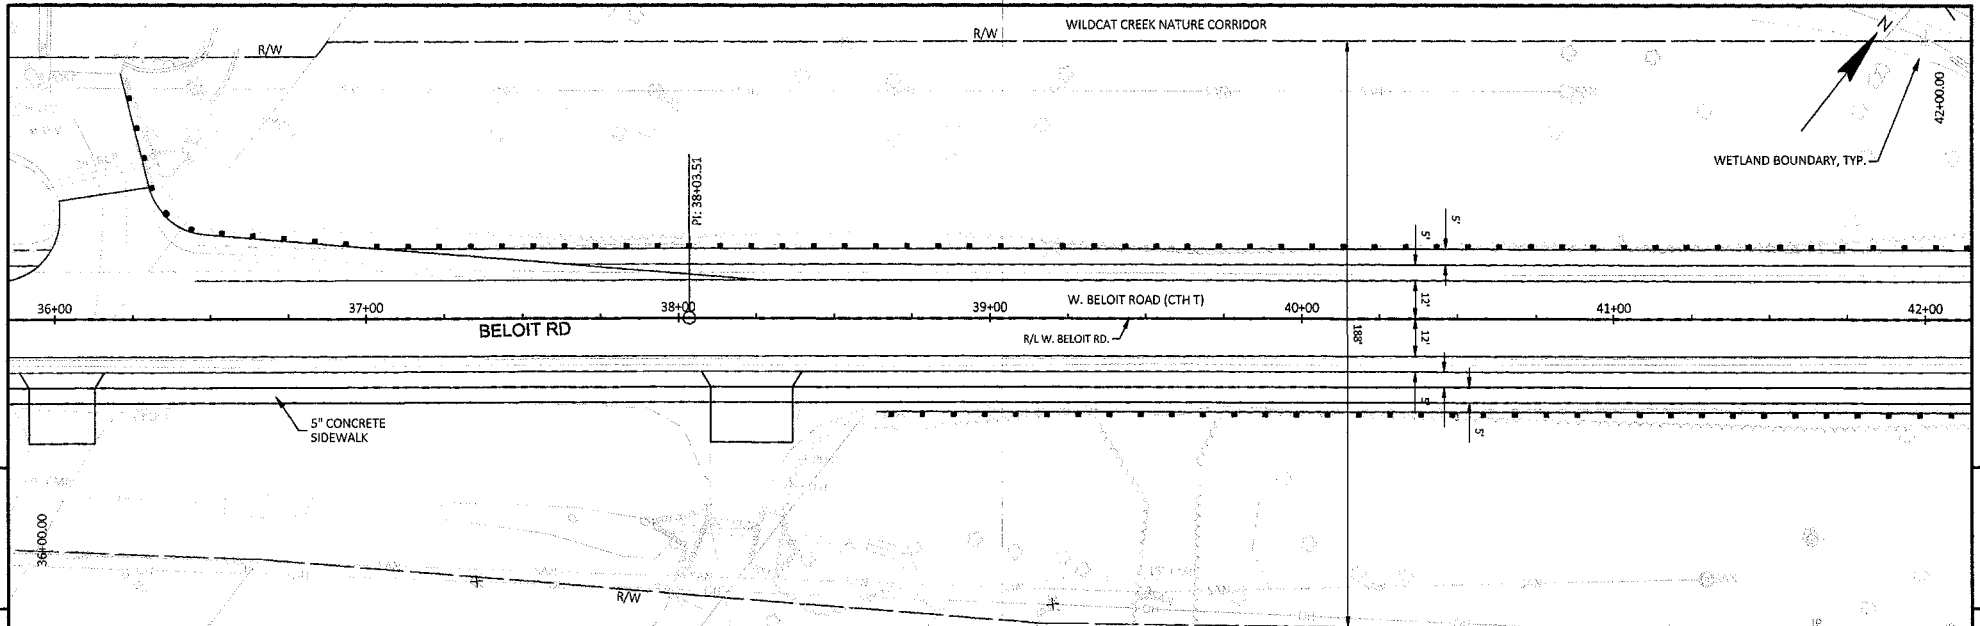 WILDCAT CREEK NATURE CORRIDOR
R/W
R/W
N
42+00.00
WETLAND BOUNDARY, TYP.
PI: 38+03.51
5'
5'
12'
W. BELOIT ROAD (CTH T)
36+00
37+00
38+00
39+00
40+00
41+00
42+00
BELOIT RD
R/L W. BELOIT RD.
188'
12'
5'
5'
5'
5" CONCRETE
SIDEWALK
36+00.00
R/W